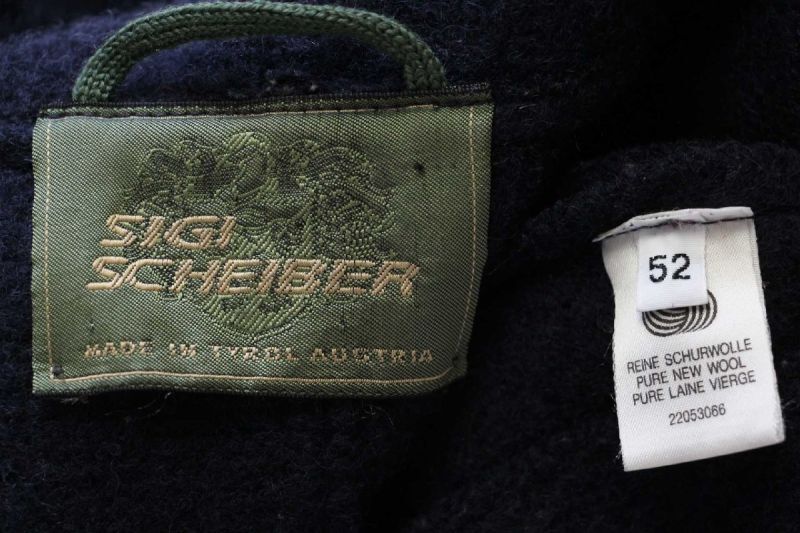 SIGI
SCHEIBER
MADE IN TYROL AUSTRIA
52
REINE SCHURWOLLE
PURE NEW WOOL
PURE LAINE VIERGE
22053066